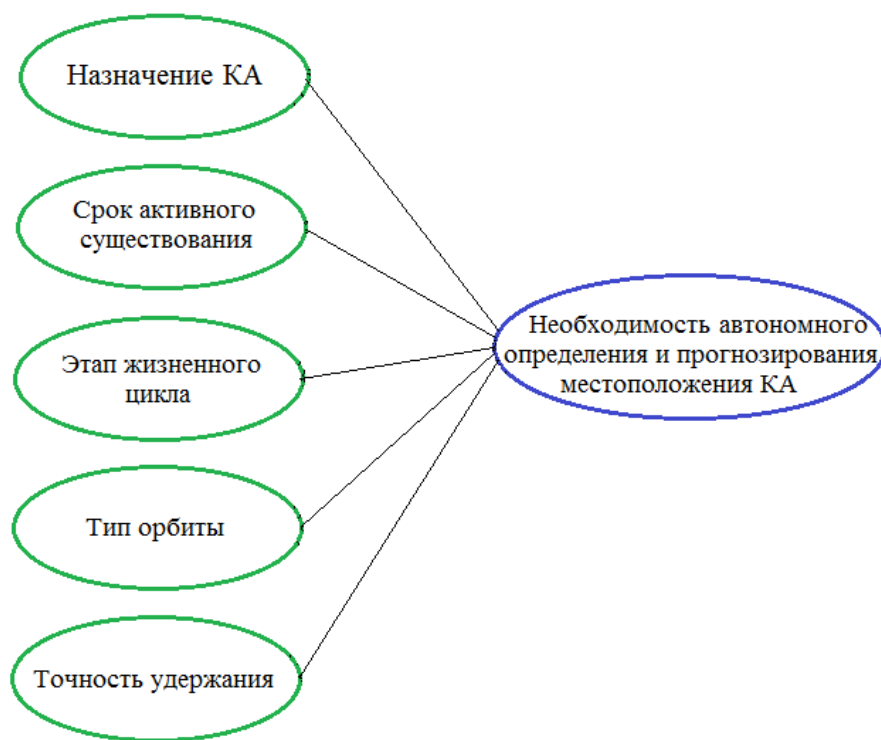 Назначение КА
Срок активного
существования
Этап жизненного
цикла
Тип орбиты
Точность удержания
Необходимость автономного
определения и прогнозирования
местоположения КА